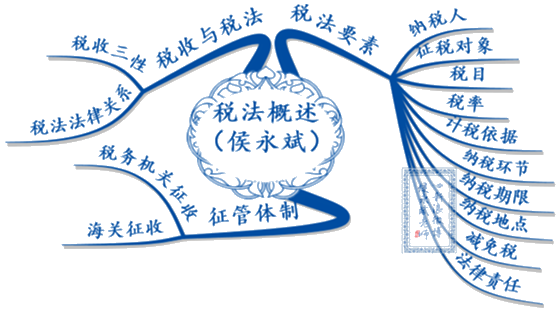 税法概述
（侯永斌）
税收与税法
税收三性
税法法律关系
税法要素
纳税人
征税对象
税目
税率
计税依据
纳税环节
纳税期限
纳税地点
减免税
法律责任
征管体制
税务机关征收
海关征收